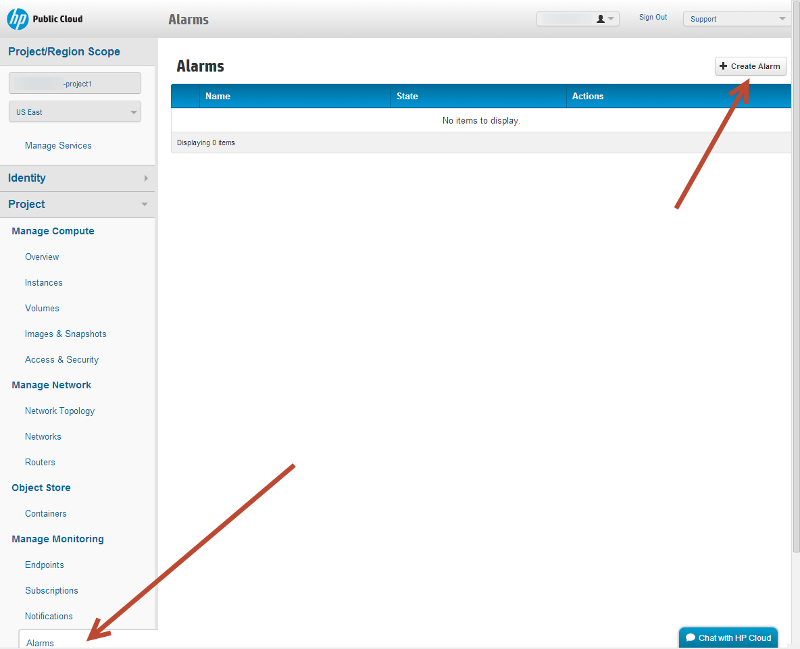 hp Public Cloud
Alarms
Sign Out
Support
Project/Region Scope
-project1
US East
Manage Services
Identity
Project
Manage Compute
Overview
Instances
Volumes
Images & Snapshots
Access & Security
Manage Network
Network Topology
Networks
Routers
Object Store
Containers
Manage Monitoring
Endpoints
Subscriptions
Notifications
Alarms
Alarms
+ Create Alarm
Name State Actions
No items to display.
Displaying 0 items
Chat with HP Cloud